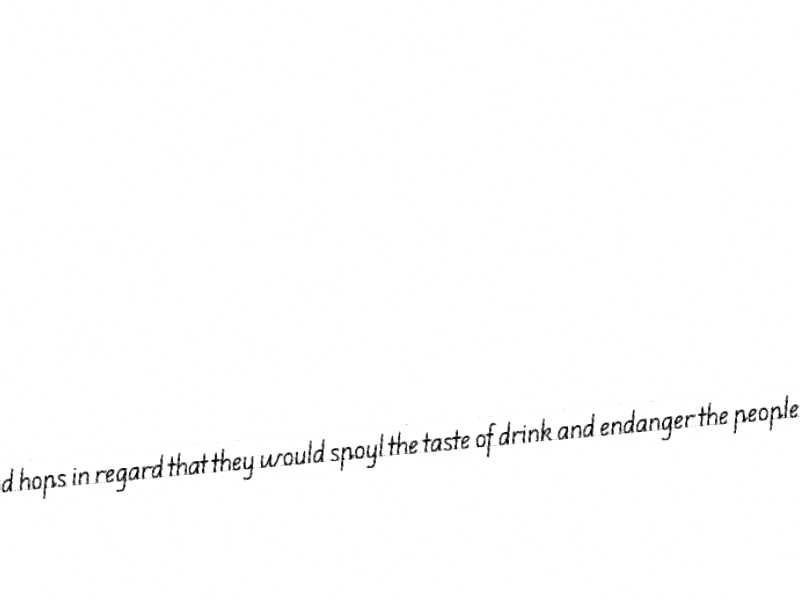 d hops in regard that they would spoyl the taste of drink and endanger the people